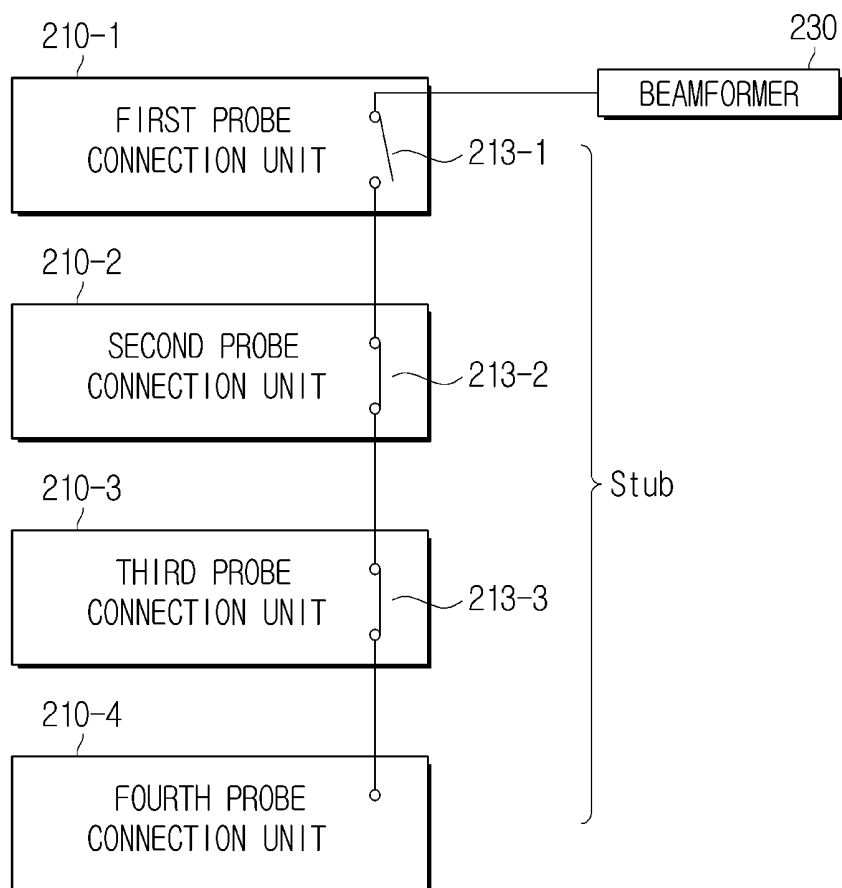 210-1
230
FIRST PROBE
CONNECTION UNIT
BEAMFORMER
213-1
210-2
SECOND PROBE
CONNECTION UNIT
213-2
210-3
Stub
THIRD PROBE
CONNECTION UNIT
213-3
210-4
FOURTH PROBE
CONNECTION UNIT